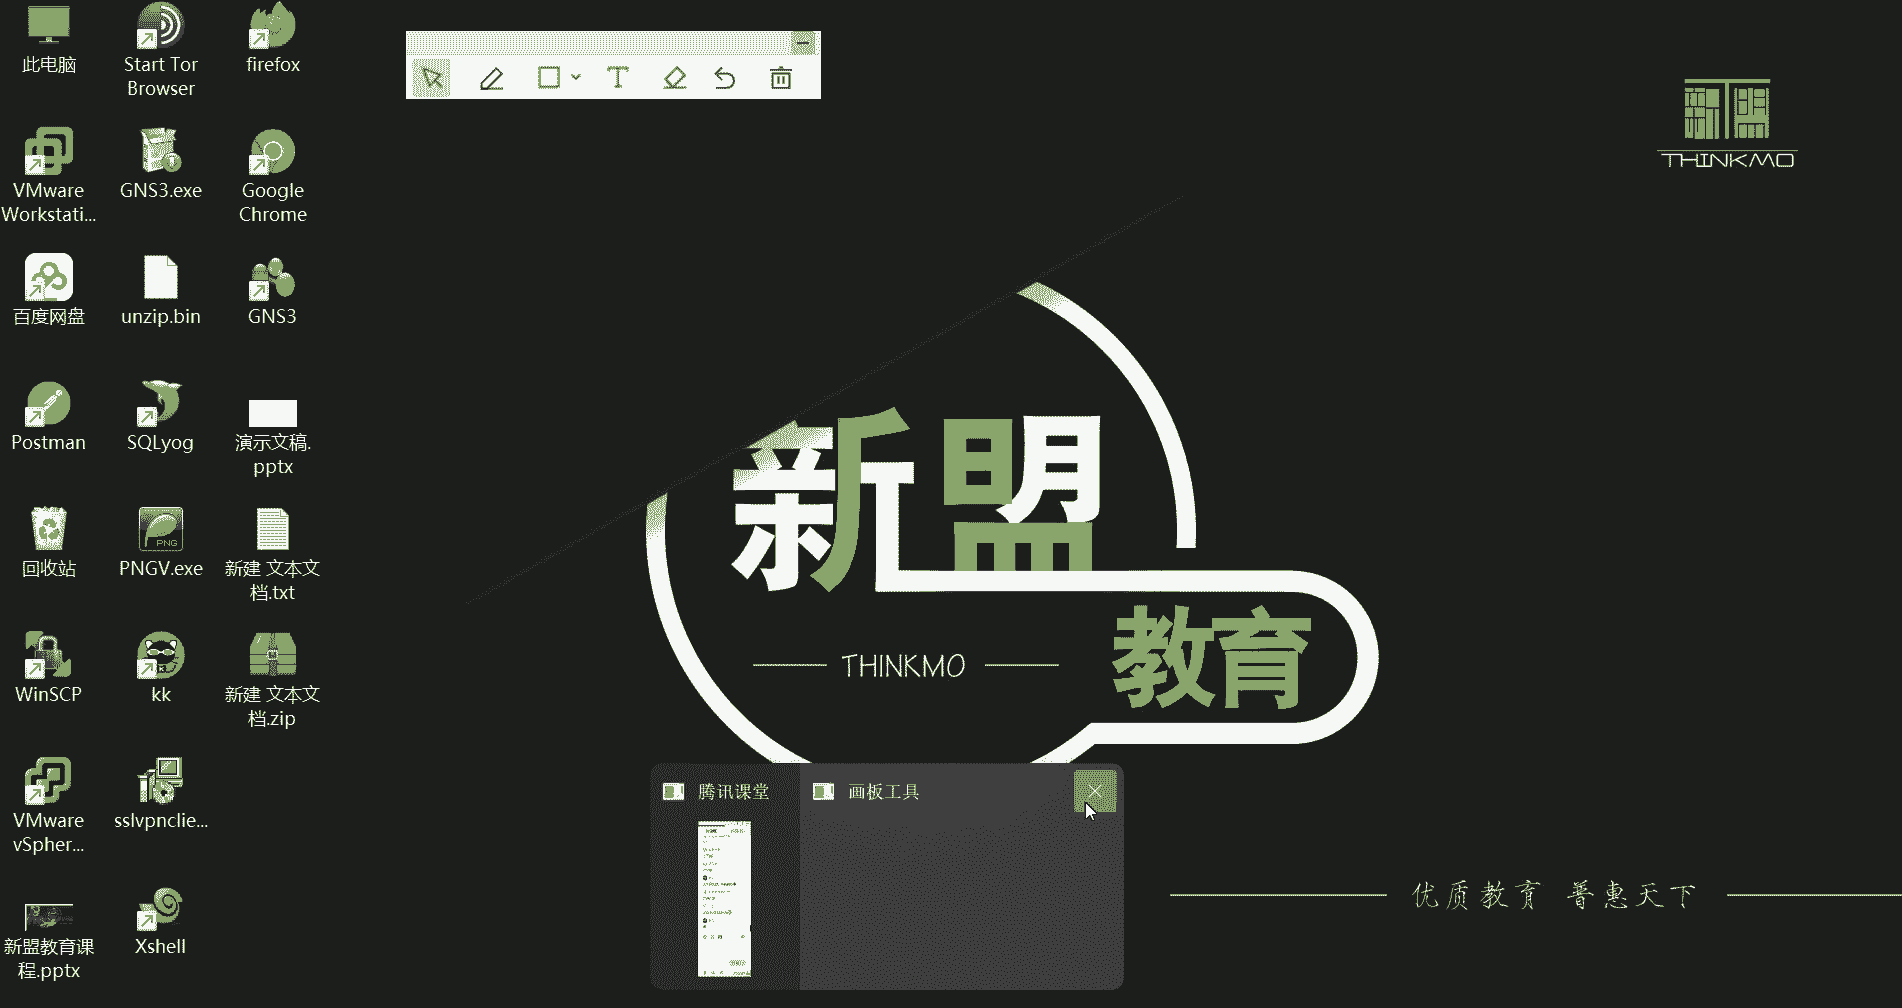 此电脑
Start Tor
Browser
firefox
VMware
Workstati...
GNS3.exe
Google
Chrome
百度网盘
unzip.bin
GNS3
Postman
SQLyog
演示文稿.
pptx
回收站
PNG
PNGV.exe
新建 文本文
档.txt
WinSCP
kk
新建 文本文
档.zip
VMware
vSpher...
sslvpnclie...
新盟教育课
程.pptx
Xshell
T
THINKMO
新盟
教育
THINKMO
腾讯课堂
画板工具
优质教育 普惠天下